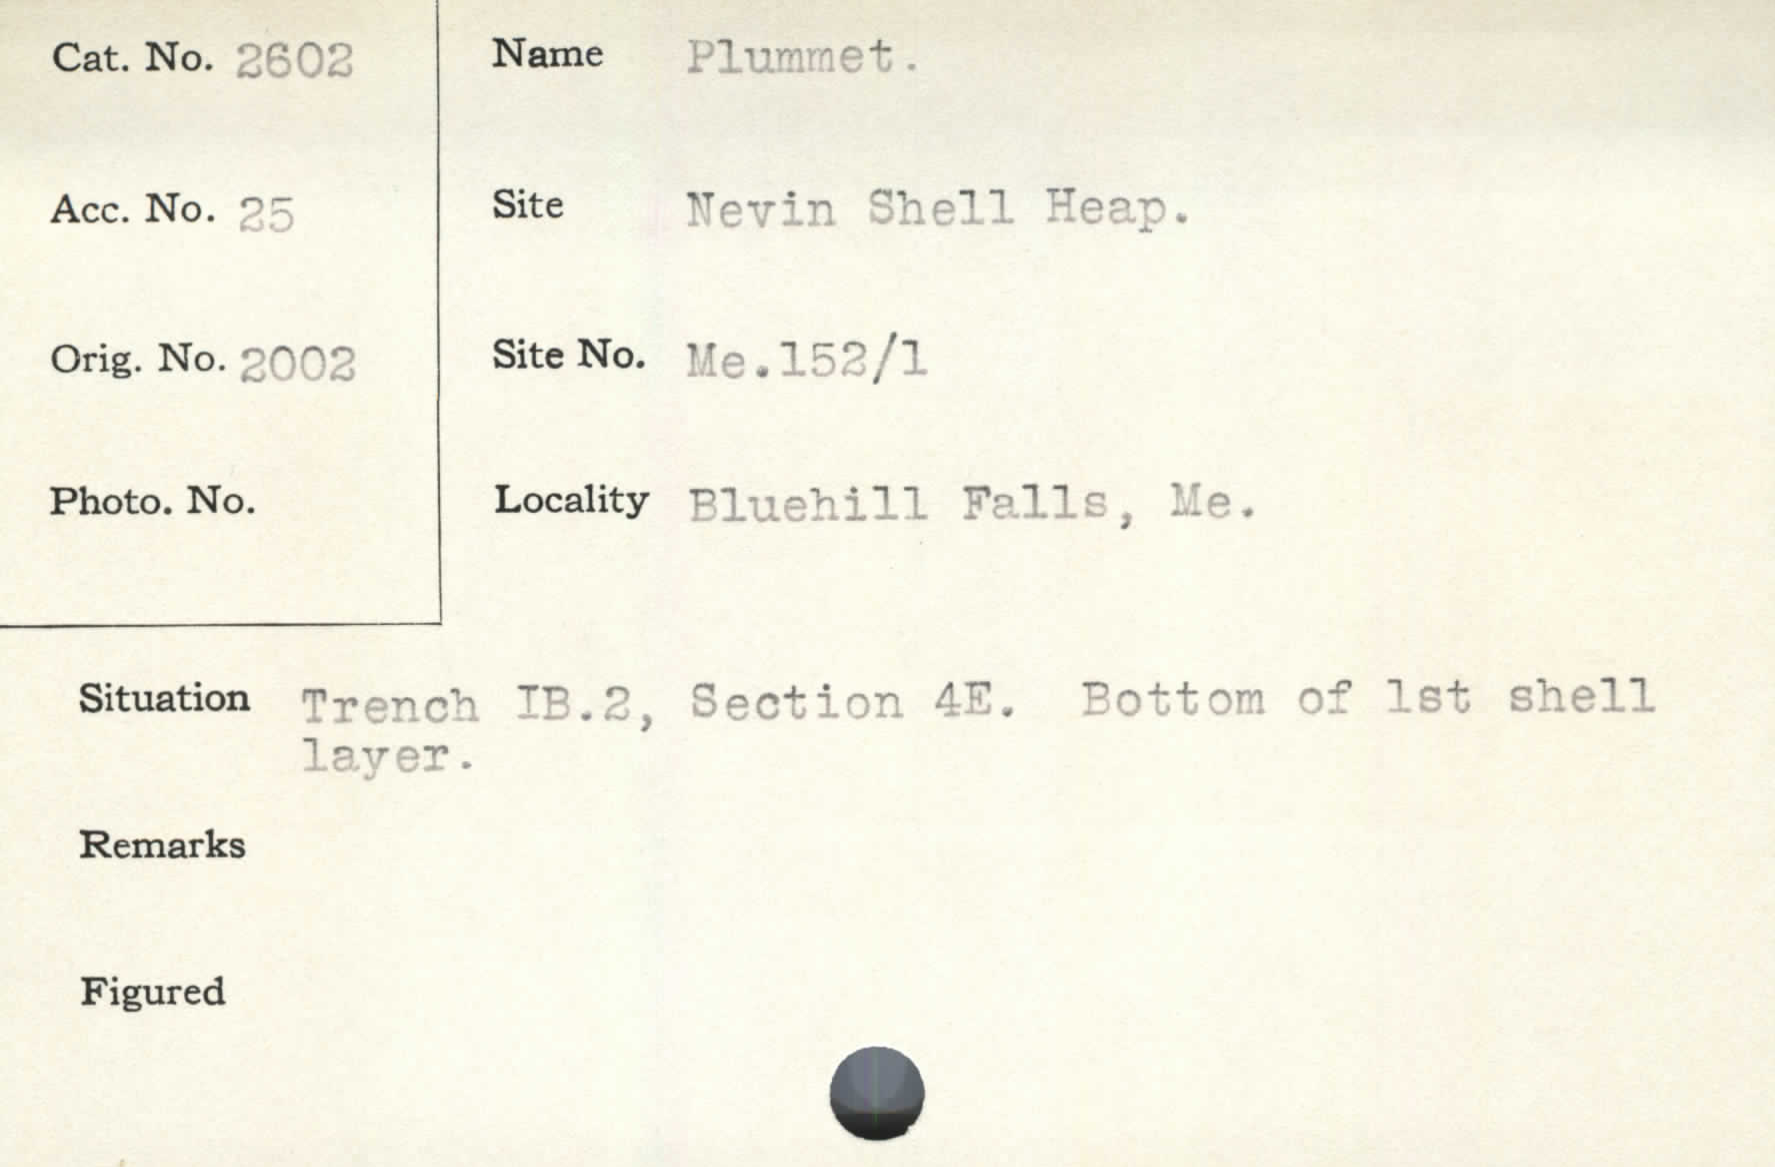 Cat. No. 2602
Name Plummet.
Acc. No. 25
Site Nevin Shell Heap.
Orig. No. 2002
Site No. Me.152/1
Photo. No.
Locality Bluehill Falls, Me.
Situation Trench IB.2, Section 4E. Bottom of 1st shell
layer.
Remarks
Figured